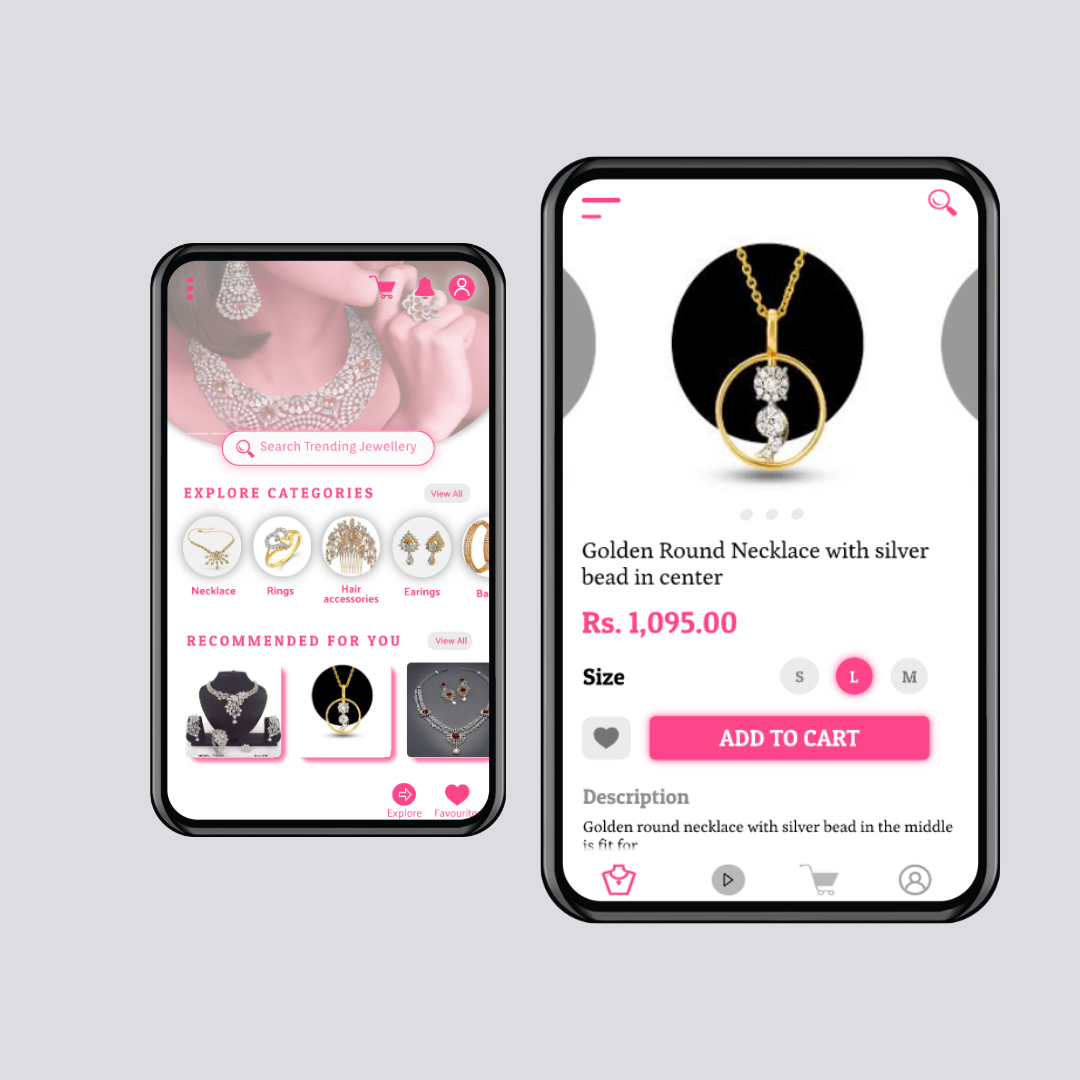 Search Trending Jewellery
EXPLORE CATEGORIES
View All
Necklace
Rings
Hair
accessories
Earings
Ba
RECOMMENDED FOR YOU
View All
Explore
Favourite
Golden Round Necklace with silver
bead in center
Rs. 1,095.00
Size
S
L
M
ADD TO CART
Description
Golden round necklace with silver bead in the middle
is fit for